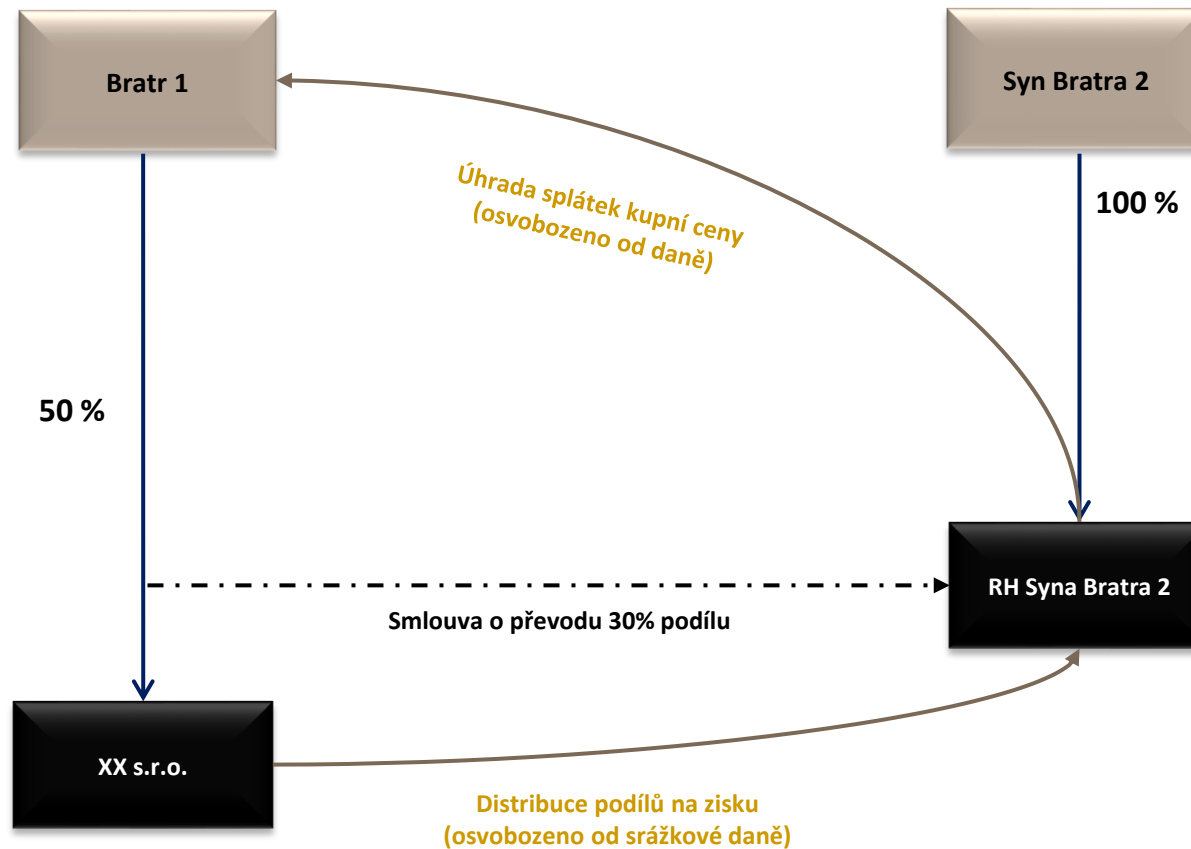 Bratr 1
Syn Bratra 2
Úhrada splátek kupní ceny
(osvobozeno od daně)
100 %
50 %
RH Syna Bratra 2
Smlouva o převodu 30% podílu
XX s.r.o.
Distribuce podílů na zisku
(osvobozeno od srážkové daně)